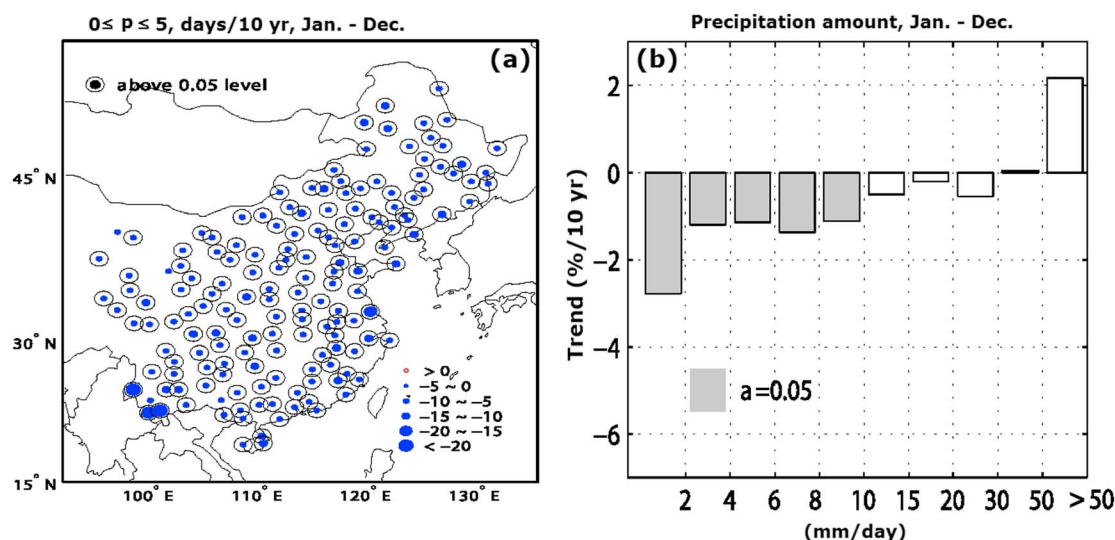 0≤ p ≤ 5, days/10 yr, Jan. - Dec.
(a)
above 0.05 level
45° N
30° N
15° N
> 0
−5 ~ 0
−10 ~ −5
−15 ~ −10
−20 ~ −15
< −20
100° E 110° E 120° E 130° E
Precipitation amount, Jan. - Dec.
(b)
Trend (%/10 yr)
2
0
−2
−4
−6
a=0.05
2 4 6 8 10 15 20 30 50 >50
(mm/day)